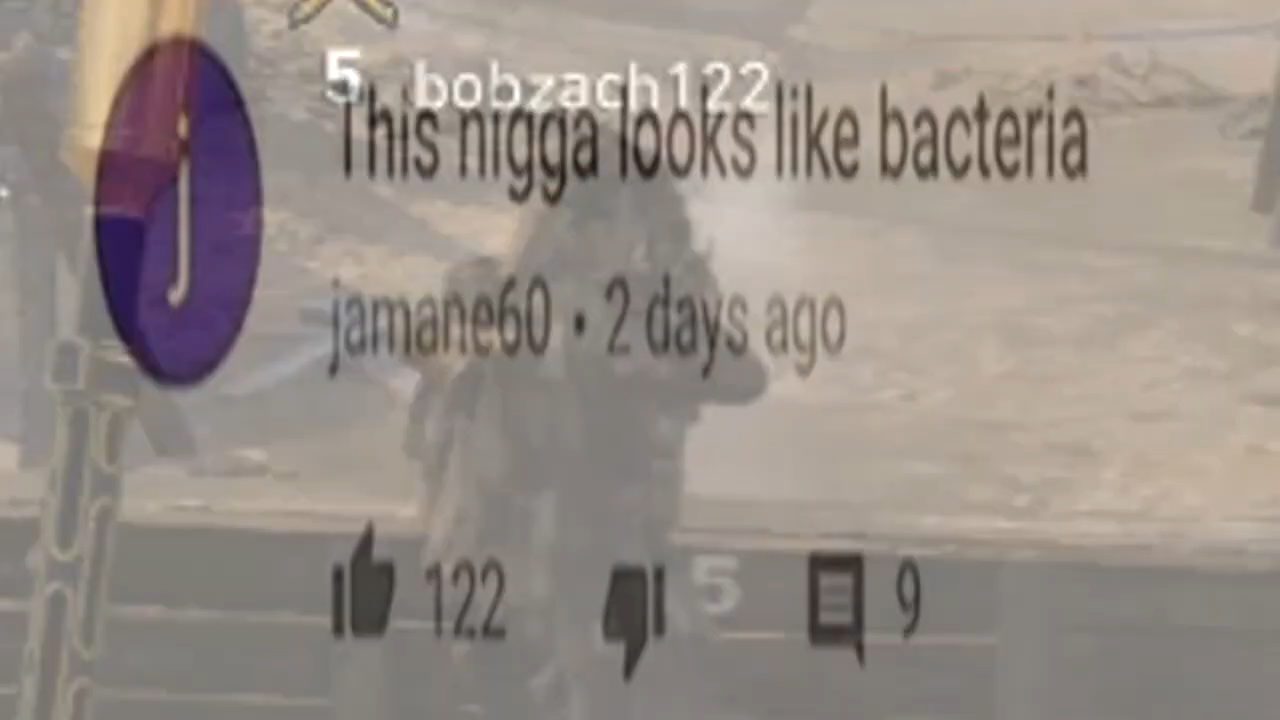 5 bobzach122
This nigga looks like bacteria
j
jamane60 • 2 days ago
122 5 9